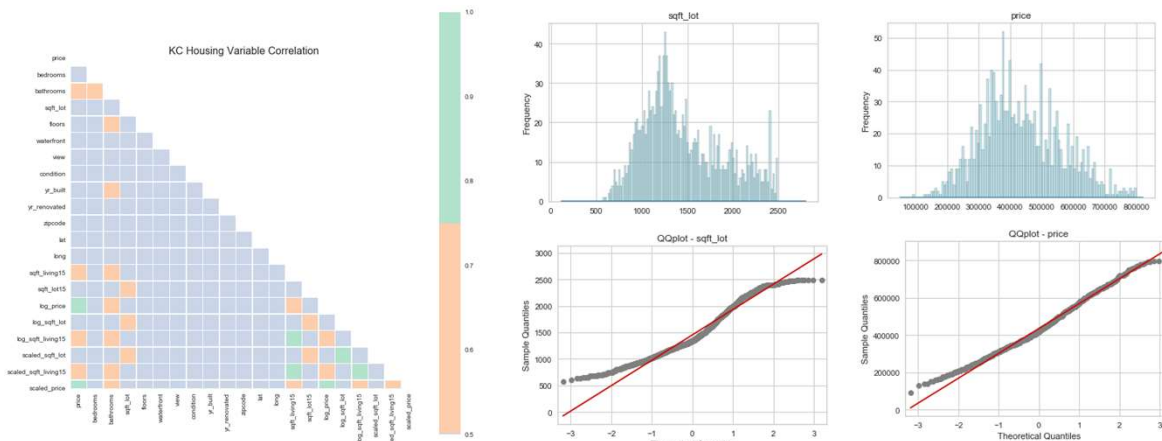 KC Housing Variable Correlation
price
bedrooms
bathrooms
sqft_lot
floors
waterfront
view
condition
yr_built
yr_renovated
zipcode
lat
long
sqft_living15
sqft_lot15
log_price
log_sqft_lot
log_sqft_living15
scaled_sqft_lot
scaled_sqft_living15
scaled_price
price
bedrooms
bathrooms
sqft_lot
floors
waterfront
view
condition
yr_built
yr_renovated
zipcode
lat
long
sqft_living15
sqft_lot15
log_price
log_sqft_lot
log_sqft_living15
scaled_sqft_lot
scaled_sqft_living15
scaled_price
1.0
0.9
0.8
0.7
0.6
0.5
sqft_lot
Frequency
40
30
20
10
0
0 500 1000 1500 2000 2500
price
Frequency
50
40
30
20
10
0
100000 200000 300000 400000 500000 600000 700000 800000
QQplot - sqft_lot
Sample Quantiles
3000
2500
2000
1500
1000
500
0
−3 −2 −1 0 1 2 3
QQplot - price
Sample Quantiles
800000
600000
400000
200000
0
−3 −2 −1 0 1 2 3
Theoretical Quantiles